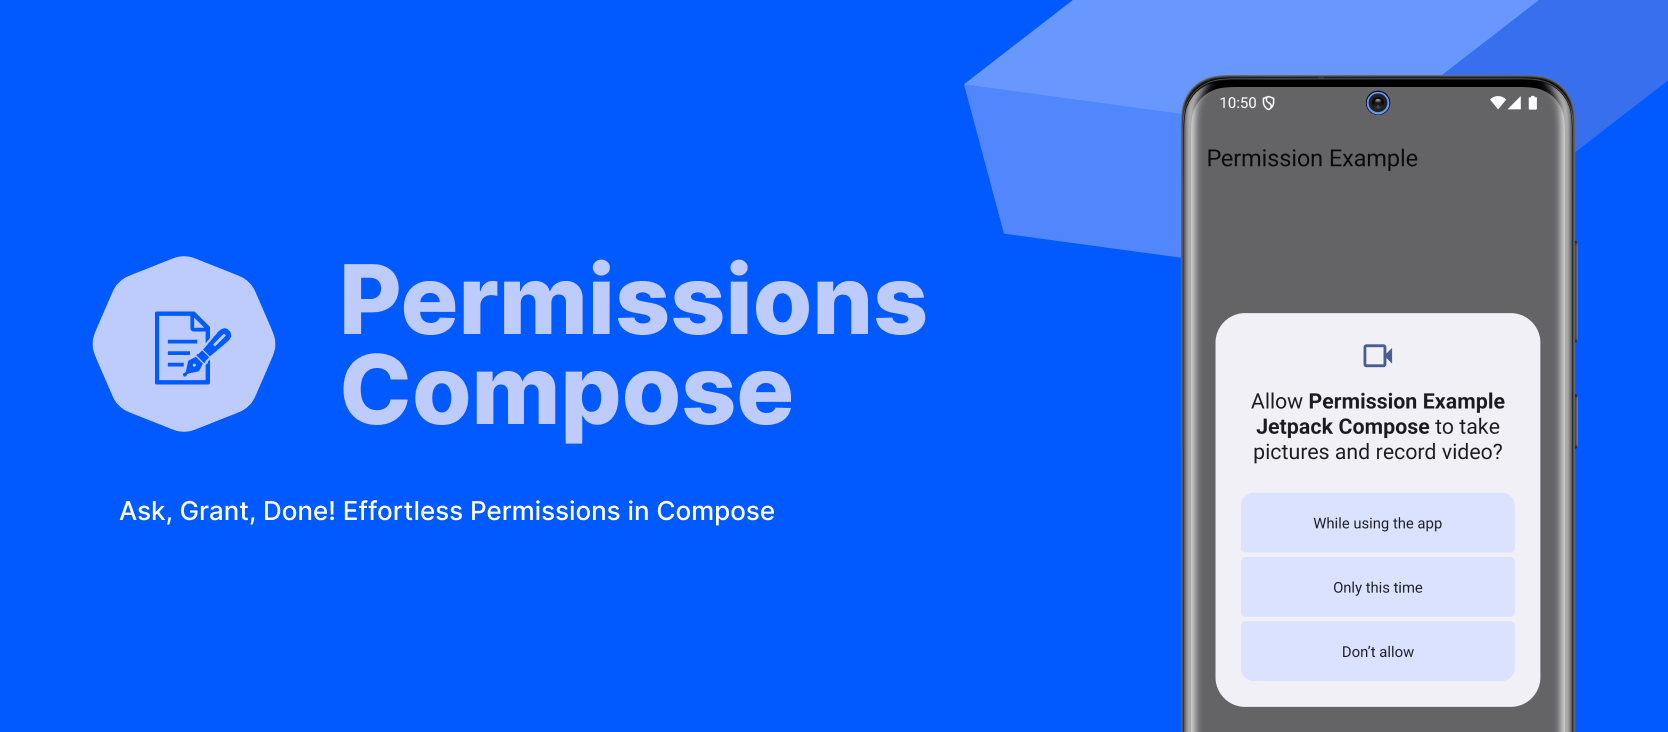 Permissions
Compose
Ask, Grant, Done! Effortless Permissions in Compose
10:50
Permission Example
Allow Permission Example
Jetpack Compose to take
pictures and record video?
While using the app
Only this time
Don’t allow